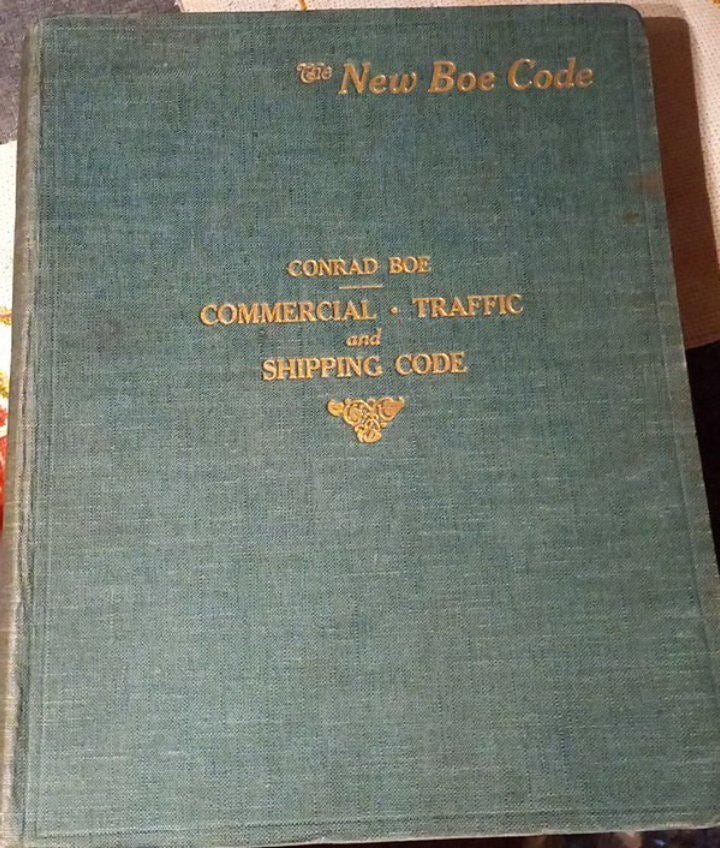 The New Boe Code
CONRAD BOE
COMMERCIAL · TRAFFIC
and
SHIPPING CODE